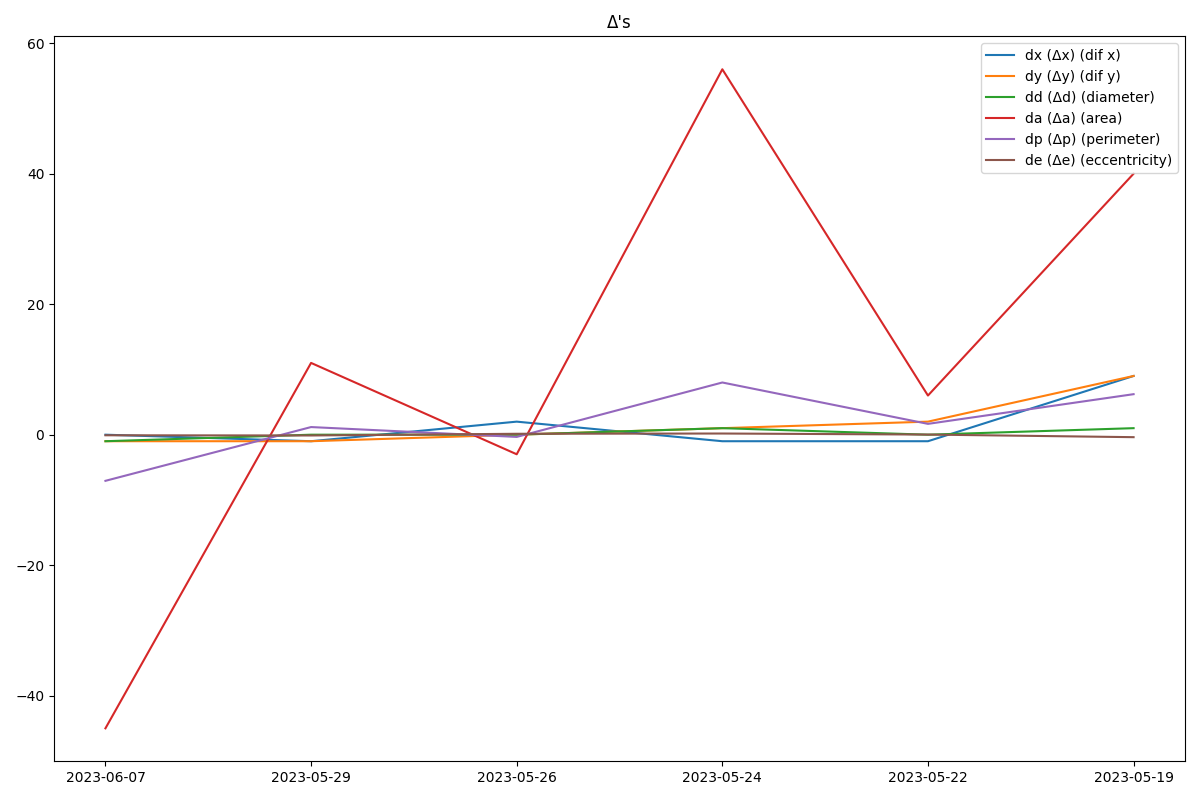 Δ's
dx (Δx) (dif x)
dy (Δy) (dif y)
dd (Δd) (diameter)
da (Δa) (area)
dp (Δp) (perimeter)
de (Δe) (eccentricity)
60
40
20
0
−20
−40
2023-06-07 2023-05-29 2023-05-26 2023-05-24 2023-05-22 2023-05-19